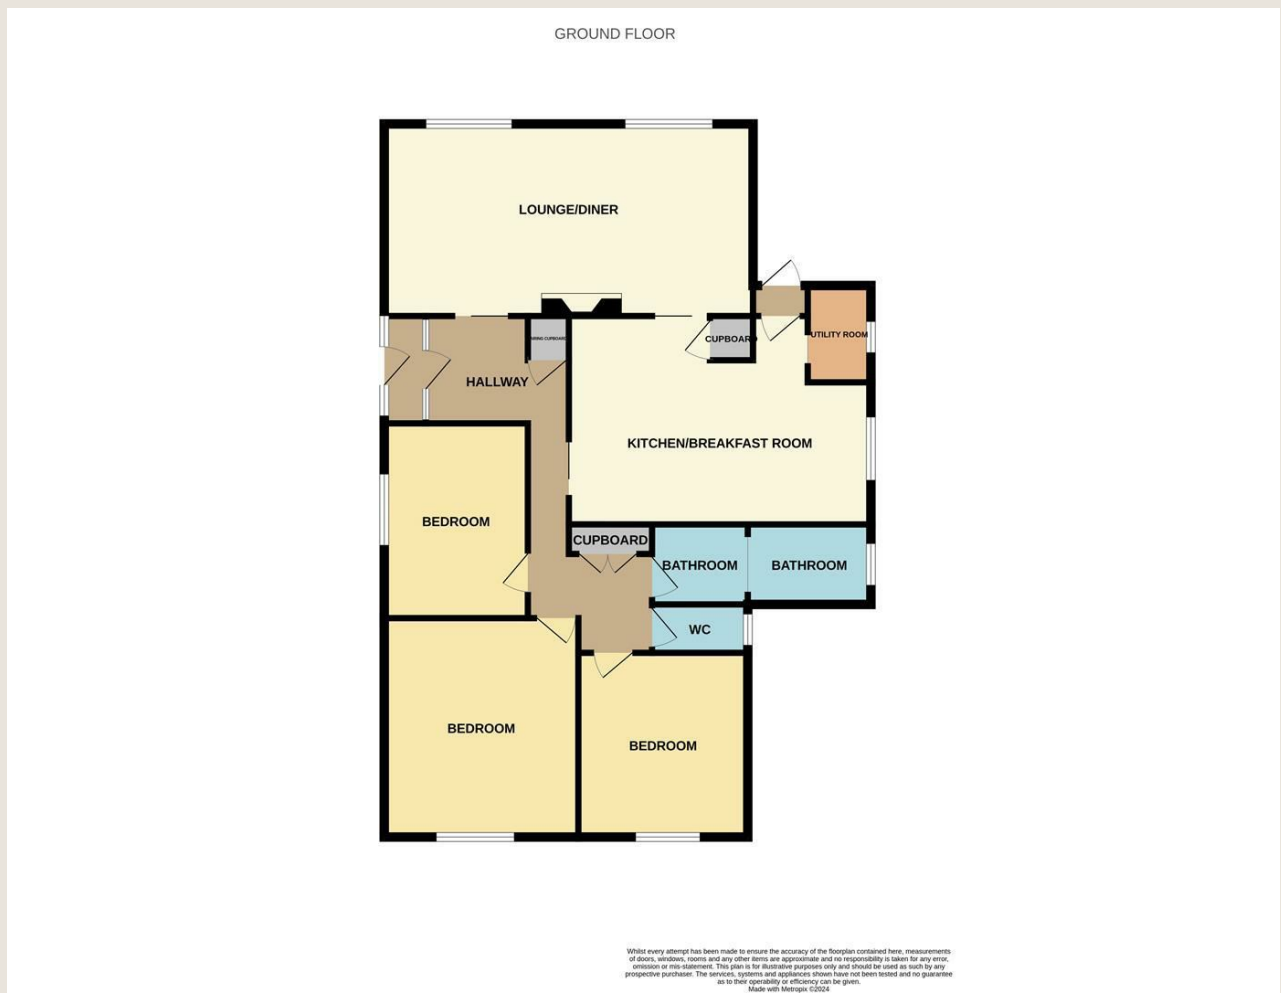 GROUND FLOOR
LOUNGE/DINER
CUPBOARD
UTILITY ROOM
HALLWAY
KITCHEN/BREAKFAST ROOM
BEDROOM
CUPBOARD
BATHROOM
BATHROOM
WC
BEDROOM
BEDROOM
Whilst every attempt has been made to ensure the accuracy of the floorplan contained here, measurements
of doors, windows, rooms and any other items are approximate and no responsibility is taken for any error,
omission or mis-statement. This plan is for illustrative purposes only and should be used as such by any
prospective purchaser. The services, systems and appliances shown have not been tested and no guarantee
as to their operability or efficiency can be given.
Made with Metropix ©2024